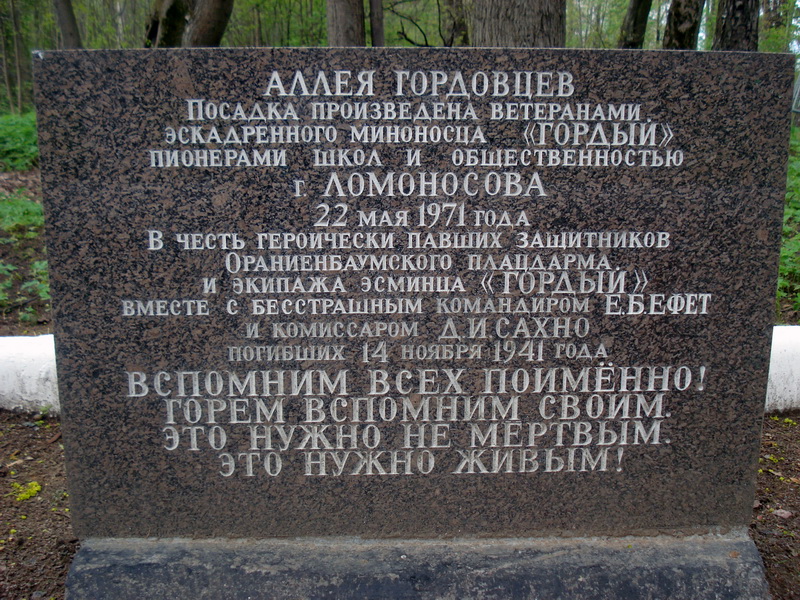 АЛЛЕЯ ГОРДОВЦЕВ
ПОСАДКА ПРОИЗВЕДЕНА ВЕТЕРАНАМИ
ЭСКАДРЕННОГО МИНОНОСЦА «ГОРДЫЙ»
ПИОНЕРАМИ ШКОЛ И ОБЩЕСТВЕННОСТЬЮ
Г. ЛОМОНОСОВА
22 МАЯ 1971 ГОДА
В ЧЕСТЬ ГЕРОИЧЕСКИ ПАВШИХ ЗАЩИТНИКОВ
ОРАНИЕНБАУМСКОГО ПЛАЦДАРМА
И ЭКИПАЖА ЭСМИНЦА «ГОРДЫЙ»
ВМЕСТЕ С БЕССТРАШНЫМ КОМАНДИРОМ Е.Б.ЕФЕТ
И КОМИССАРОМ Д.И САХНО
ПОГИБШИХ 14 НОЯБРЯ 1941 ГОДА
ВСПОМНИМ ВСЕХ ПОИМЁННО!
ГОРЕМ ВСПОМНИМ СВОИМ.
ЭТО НУЖНО НЕ МЕРТВЫМ.
ЭТО НУЖНО ЖИВЫМ!